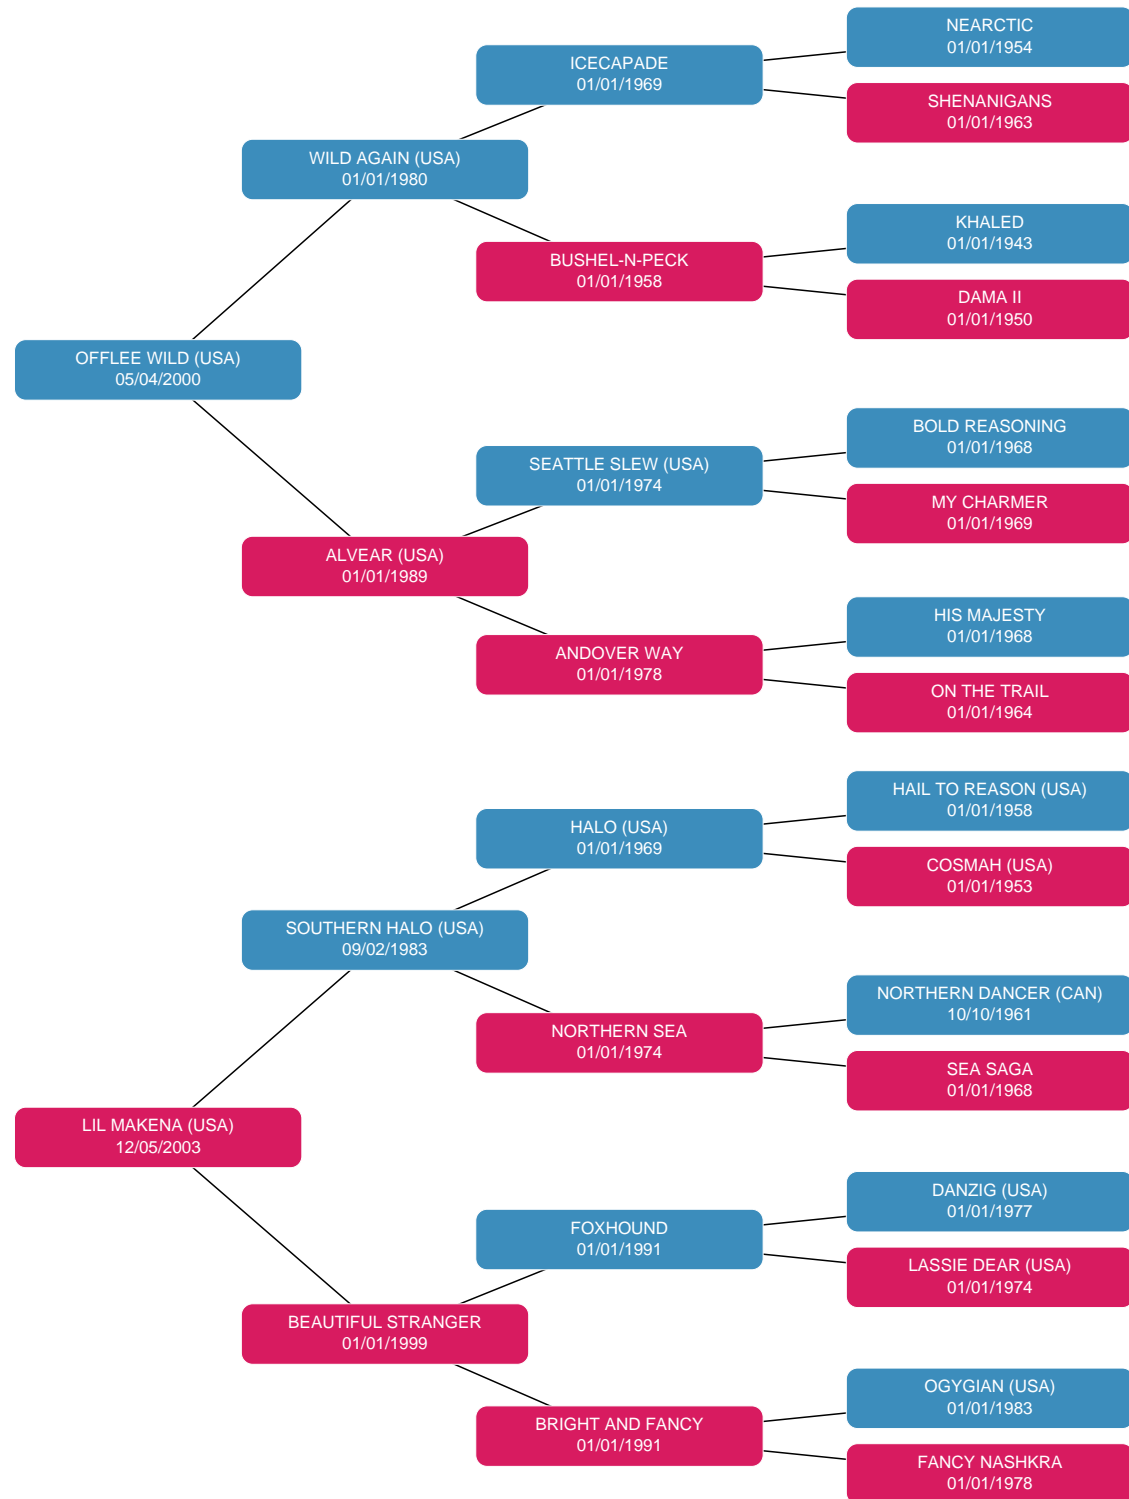 NEARCTIC
01/01/1954
ICECAPADE
01/01/1969
SHENANIGANS
01/01/1963
WILD AGAIN (USA)
01/01/1980
KHALED
01/01/1943
BUSHEL-N-PECK
01/01/1958
DAMA II
01/01/1950
OFFLEE WILD (USA)
05/04/2000
BOLD REASONING
01/01/1968
SEATTLE SLEW (USA)
01/01/1974
MY CHARMER
01/01/1969
ALVEAR (USA)
01/01/1989
HIS MAJESTY
01/01/1968
ANDOVER WAY
01/01/1978
ON THE TRAIL
01/01/1964
HAIL TO REASON (USA)
01/01/1958
HALO (USA)
01/01/1969
COSMAH (USA)
01/01/1953
SOUTHERN HALO (USA)
09/02/1983
NORTHERN DANCER (CAN)
10/10/1961
NORTHERN SEA
01/01/1974
SEA SAGA
01/01/1968
LIL MAKENA (USA)
12/05/2003
DANZIG (USA)
01/01/1977
FOXHOUND
01/01/1991
LASSIE DEAR (USA)
01/01/1974
BEAUTIFUL STRANGER
01/01/1999
OGYGIAN (USA)
01/01/1983
BRIGHT AND FANCY
01/01/1991
FANCY NASHKRA
01/01/1978